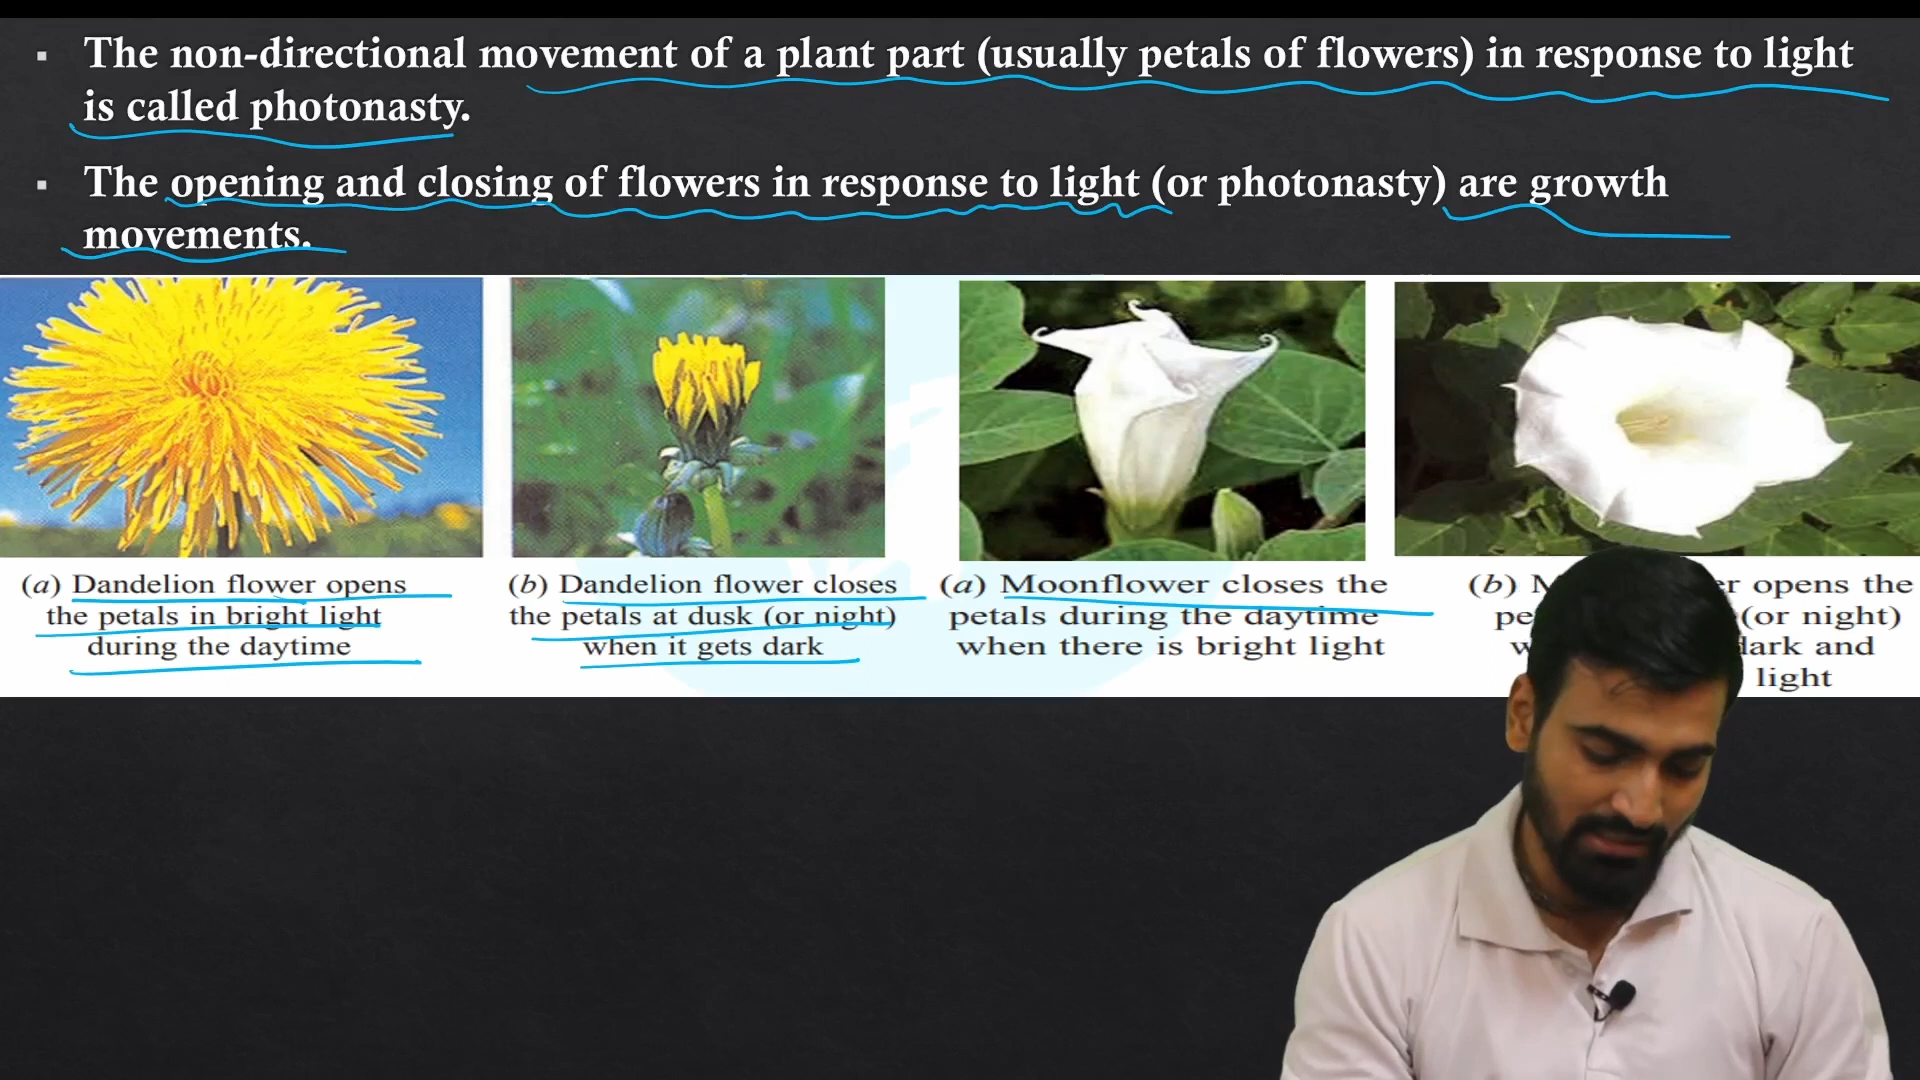 ▪ The non-directional movement of a plant part (usually petals of flowers) in response to light
is called photonasty.
▪ The opening and closing of flowers in response to light (or photonasty) are growth
movements.
(a) Dandelion flower opens
the petals in bright light
during the daytime
(b) Dandelion flower closes
the petals at dusk (or night)
when it gets dark
(a) Moonflower closes the
petals during the daytime
when there is bright light
(b) opens the
(or night)
and
light